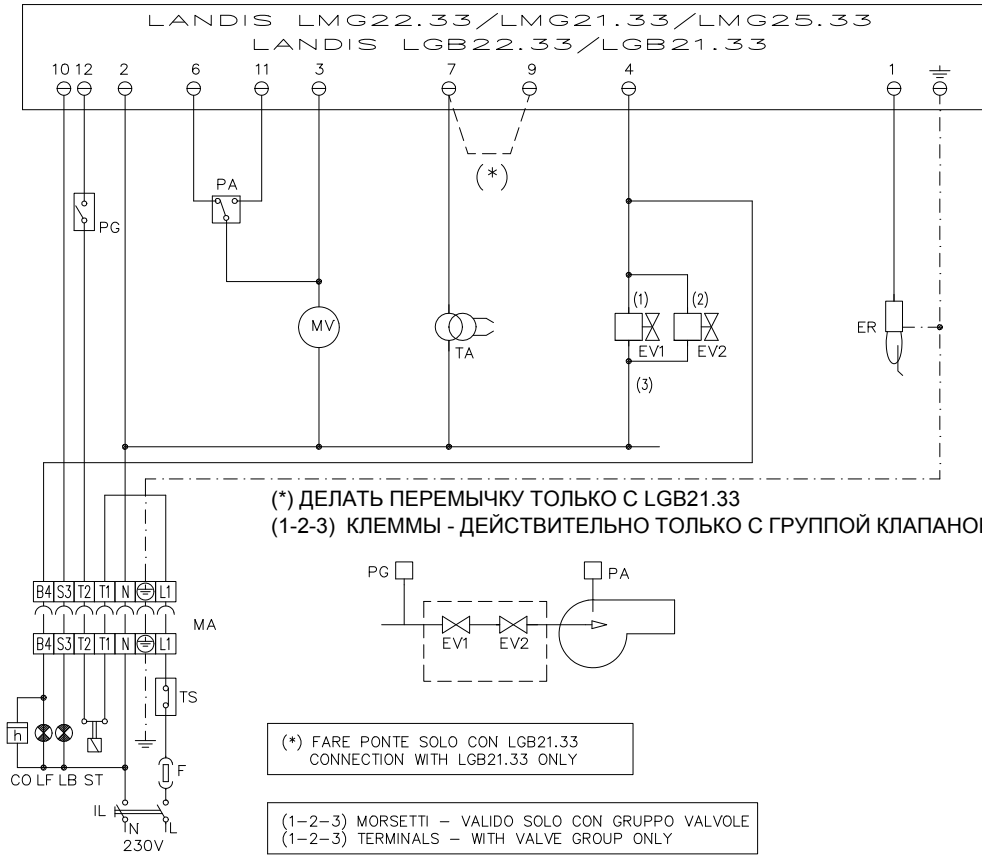 LANDIS LMG22.33/LMG21.33/LMG25.33
LANDIS LGB22.33/LGB21.33
10 12 2 6 11 3 7 9 4 1
(*)
PA
PG
MV
TA
(1) (2)
EV1 EV2
(3)
ER
(*) ДЕЛАТЬ ПЕРЕМЫЧКУ ТОЛЬКО С LGB21.33
(1-2-3) КЛЕММЫ - ДЕЙСТВИТЕЛЬНО ТОЛЬКО С ГРУППОЙ КЛАПАНО
B4 S3 T2 T1 N L1
MA
B4 S3 T2 T1 N L1
PG PA
EV1 EV2
TS
h
CO LF LB ST
F
IL
N L
230V
(*) FARE PONTE SOLO CON LGB21.33
CONNECTION WITH LGB21.33 ONLY
(1-2-3) MORSETTI - VALIDO SOLO CON GRUPPO VALVOLE
(1-2-3) TERMINALS - WITH VALVE GROUP ONLY